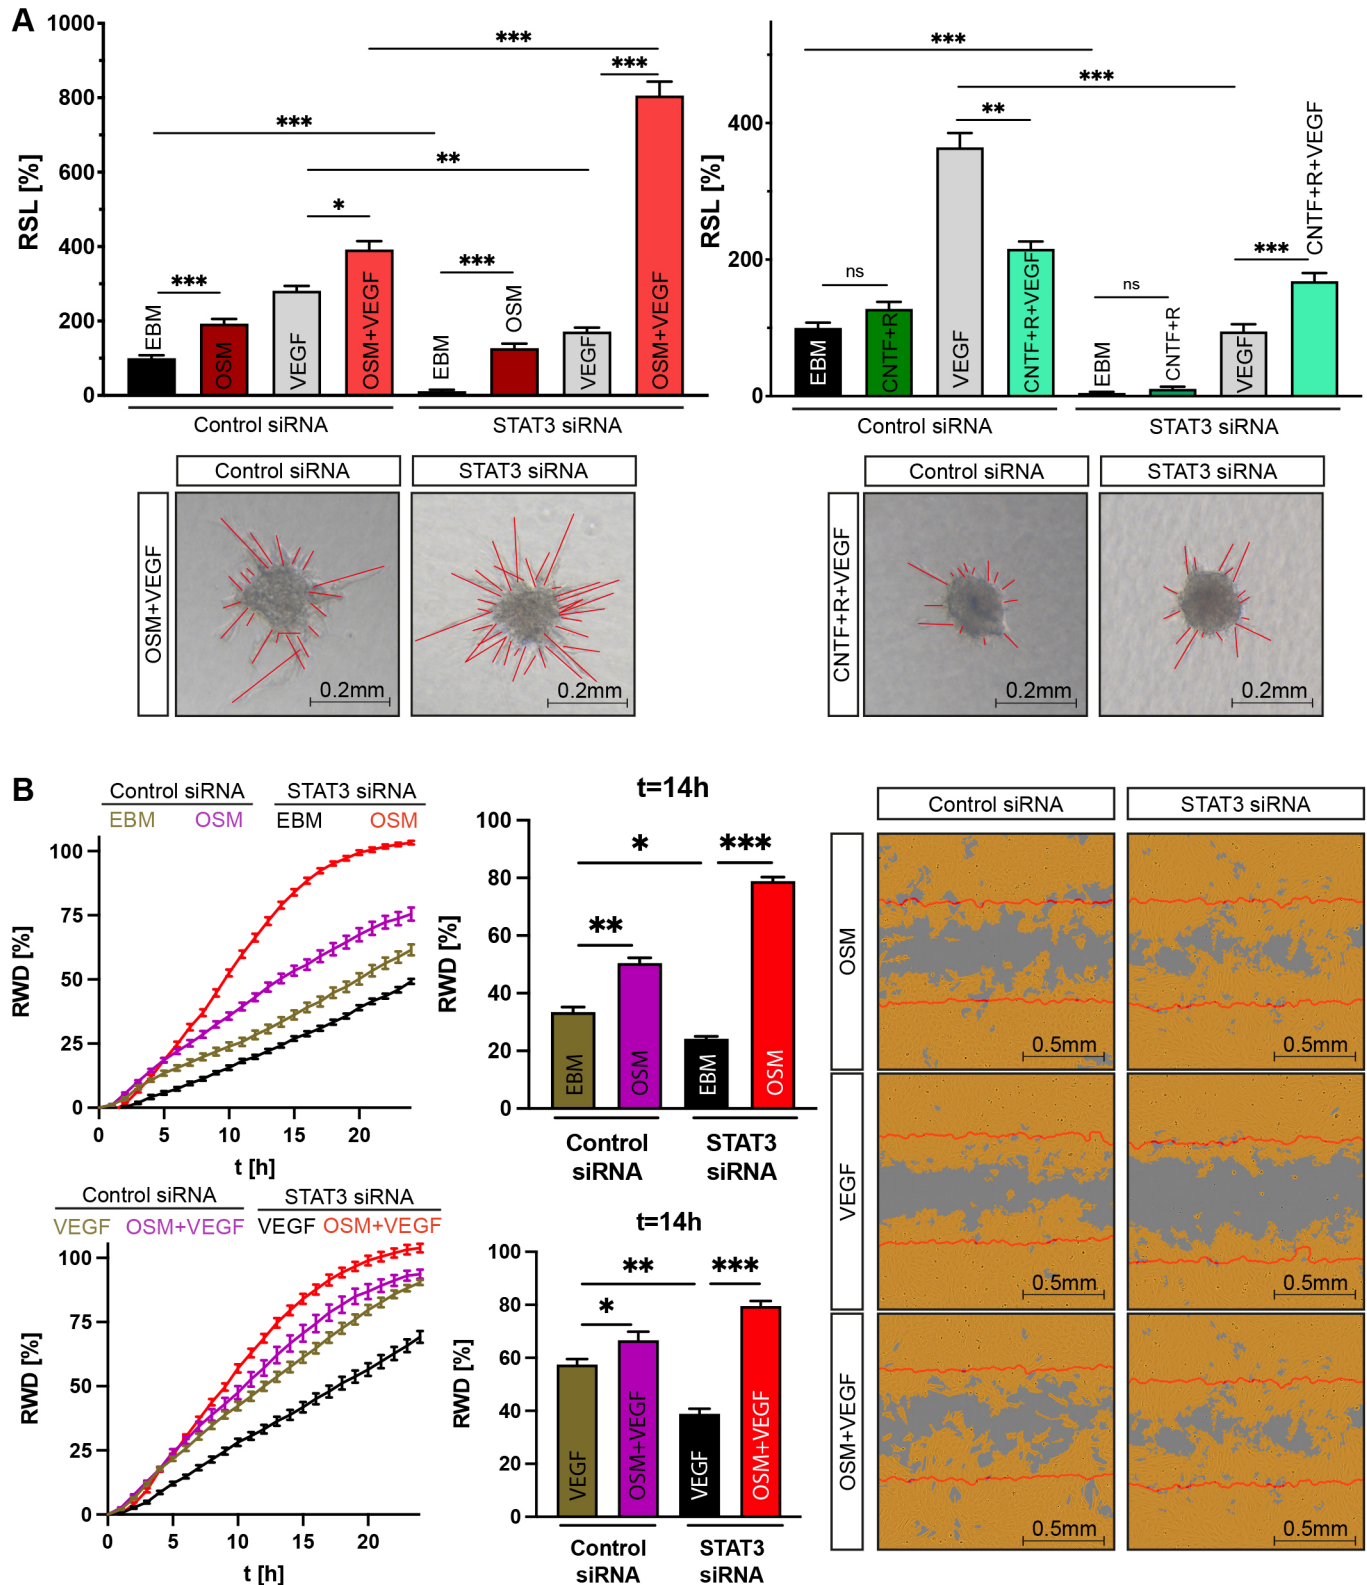 A
1000
800
600
400
200
0
RSL [%]
***
***
***
***
**
*
***
***
EBM
OSM
VEGF
OSM+VEGF
EBM
OSM
VEGF
OSM+VEGF
Control siRNA
STAT3 siRNA
400
200
0
RSL [%]
***
***
**
ns
***
ns
EBM
CNTF+R
VEGF
CNTF+R+VEGF
EBM
CNTF+R
VEGF
CNTF+R+VEGF
Control siRNA
STAT3 siRNA
Control siRNA
STAT3 siRNA
OSM+VEGF
0.2mm
0.2mm
Control siRNA
STAT3 siRNA
CNTF+R+VEGF
0.2mm
0.2mm
B
Control siRNA
STAT3 siRNA
EBM
OSM
EBM
OSM
100
75
50
25
0
RWD [%]
0
5
10
15
20
t [h]
t=14h
100
80
60
40
20
0
RWD [%]
*
***
**
EBM
OSM
EBM
OSM
Control
siRNA
STAT3
siRNA
Control siRNA
STAT3 siRNA
VEGF
OSM+VEGF
VEGF
OSM+VEGF
100
75
50
25
0
RWD [%]
0
5
10
15
20
t [h]
t=14h
100
80
60
40
20
0
RWD [%]
**
***
*
VEGF
OSM+VEGF
VEGF
OSM+VEGF
Control
siRNA
STAT3
siRNA
Control siRNA
STAT3 siRNA
OSM
0.5mm
0.5mm
VEGF
0.5mm
0.5mm
OSM+VEGF
0.5mm
0.5mm